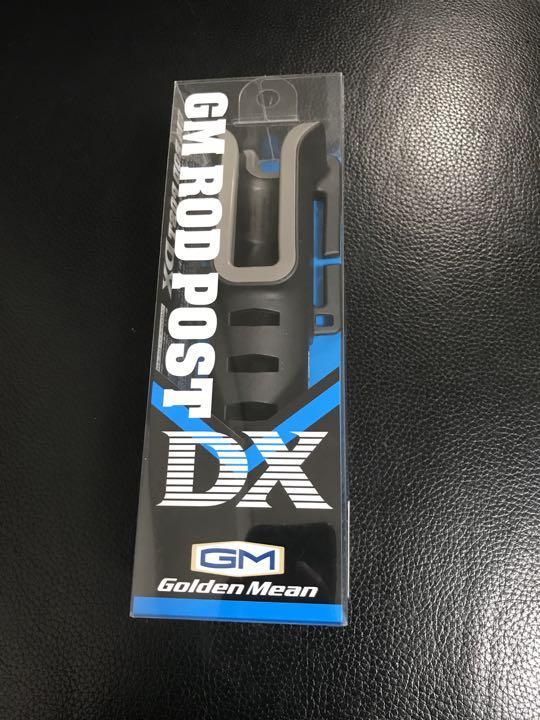 GM ROD POST
DX
GM
Golden Mean